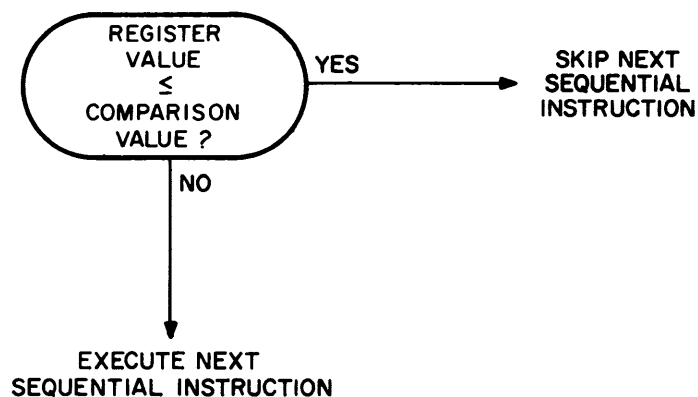 REGISTER
VALUE
≤
COMPARISON
VALUE ?
YES
SKIP NEXT
SEQUENTIAL
INSTRUCTION
NO
EXECUTE NEXT
SEQUENTIAL INSTRUCTION